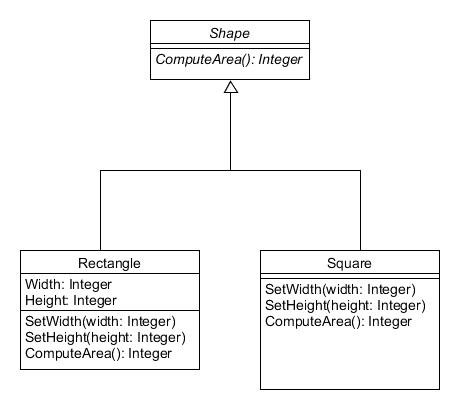 Shape
ComputeArea(): Integer
Rectangle
Width: Integer
Height: Integer
SetWidth(width: Integer)
SetHeight(height: Integer)
ComputeArea(): Integer
Square
SetWidth(width: Integer)
SetHeight(height: Integer)
ComputeArea(): Integer